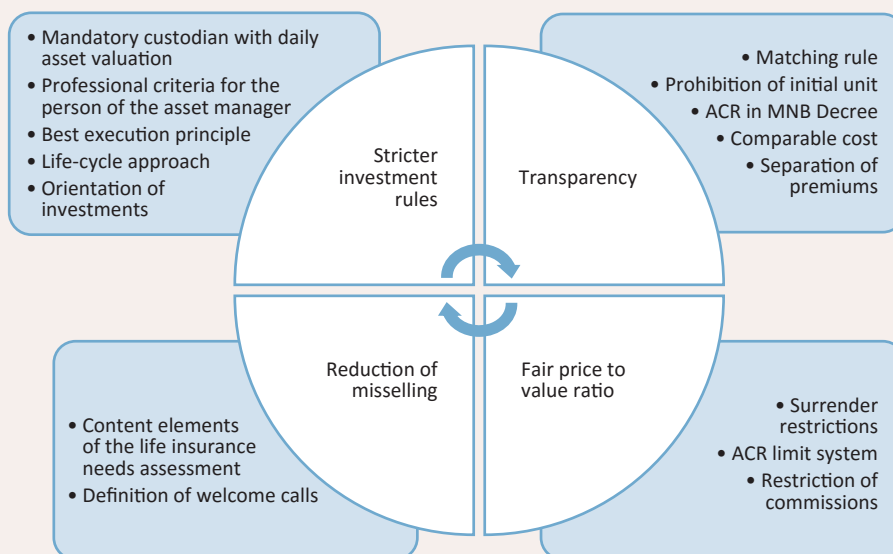 • Mandatory custodian with daily
asset valuation
• Professional criteria for the
person of the asset manager
• Best execution principle
• Life-cycle approach
• Orientation of
investments
Stricter
investment
rules
Transparency
• Matching rule
• Prohibition of initial unit
• ACR in MNB Decree
• Comparable cost
• Separation of
premiums
Reduction of
misselling
Fair price to
value ratio
• Content elements
of the life insurance
needs assessment
• Definition of welcome calls
• Surrender
restrictions
• ACR limit system
• Restriction of
commissions